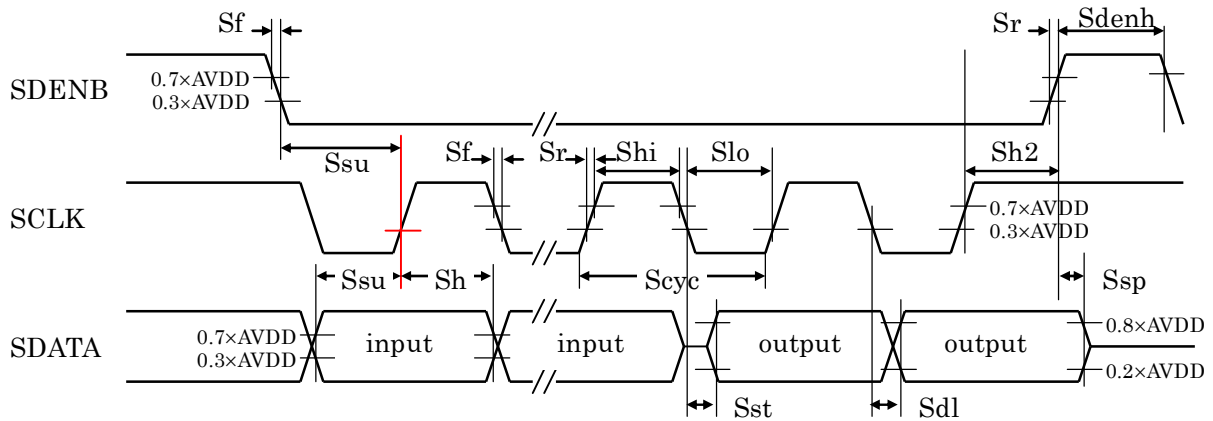 Sf
Sr
Sdenh
SDENB
0.7×AVDD
0.3×AVDD
Ssu
Sf
Sr
Shi
Slo
Sh2
SCLK
0.7×AVDD
0.3×AVDD
Ssu
Sh
Scyc
Ssp
SDATA
0.7×AVDD
0.3×AVDD
input
input
output
output
0.8×AVDD
0.2×AVDD
Sst
Sdl